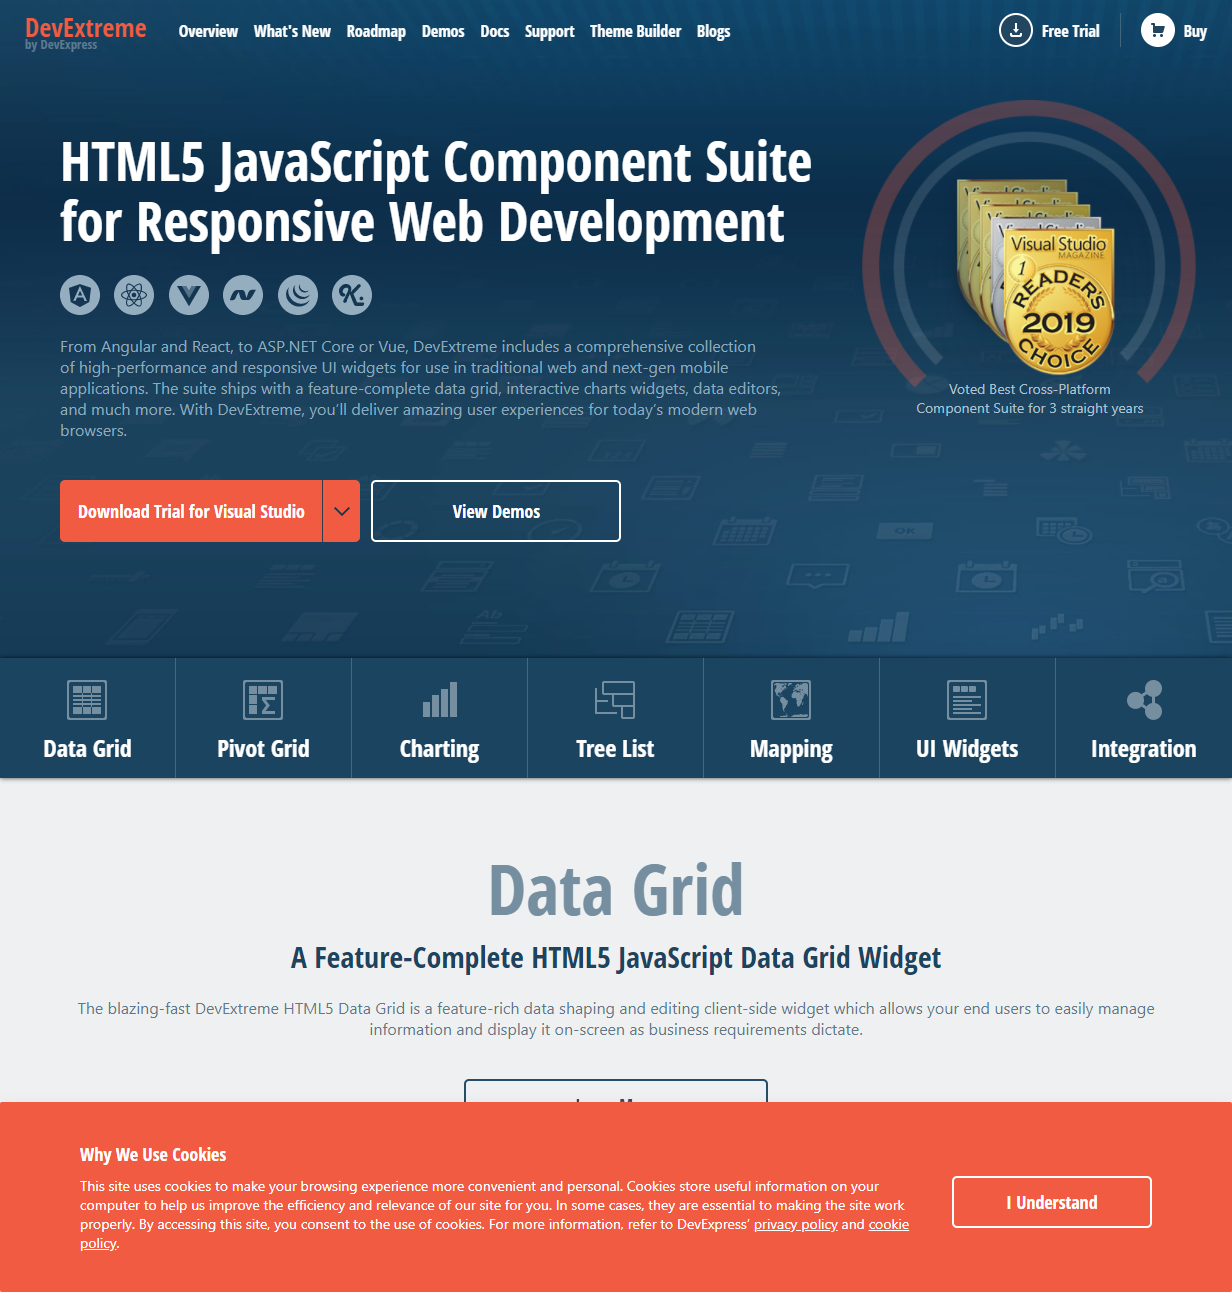 DevExtreme
by DevExpress
Overview What's New Roadmap Demos Docs Support Theme Builder Blogs
Free Trial Buy
HTML5 JavaScript Component Suite
for Responsive Web Development
From Angular and React, to ASP.NET Core or Vue, DevExtreme includes a comprehensive collection
of high-performance and responsive UI widgets for use in traditional web and next-gen mobile
applications. The suite ships with a feature-complete data grid, interactive charts widgets, data editors,
and much more. With DevExtreme, you'll deliver amazing user experiences for today's modern web
browsers.
Visual Studio
MAGAZINE
1
READER'S
2019
CHOICE
Voted Best Cross-Platform
Component Suite for 3 straight years
Download Trial for Visual Studio
View Demos
OK
Ab
Data Grid Pivot Grid Charting Tree List Mapping UI Widgets Integration
Data Grid
A Feature-Complete HTML5 JavaScript Data Grid Widget
The blazing-fast DevExtreme HTML5 Data Grid is a feature-rich data shaping and editing client-side widget which allows your end users to easily manage
information and display it on-screen as business requirements dictate.
Why We Use Cookies
This site uses cookies to make your browsing experience more convenient and personal. Cookies store useful information on your
computer to help us improve the efficiency and relevance of our site for you. In some cases, they are essential to making the site work
properly. By accessing this site, you consent to the use of cookies. For more information, refer to DevExpress' privacy policy and cookie
policy.
I Understand